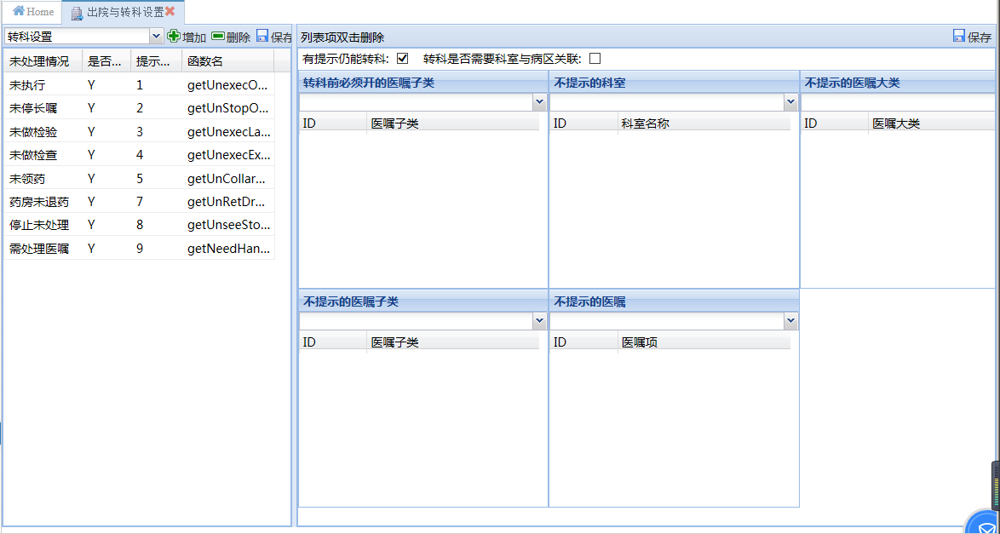 Home 出院与转科设置
转科设置 增加 删除 保存
未处理情况 是否... 提示... 函数名
未执行 Y 1 getUnexecO...
未停长嘱 Y 2 getUnStopO...
未做检验 Y 3 getUnexecLa...
未做检查 Y 4 getUnexecEx...
未领药 Y 5 getUnCollar...
药房未退药 Y 7 getUnRetDr...
停止未处理 Y 8 getUnseeSto...
需处理医嘱 Y 9 getNeedHan...
列表项双击删除 保存
有提示仍能转科: 转科是否需要科室与病区关联:
转科前必须开的医嘱子类 不提示的科室 不提示的医嘱大类
ID 医嘱子类 ID 科室名称 ID 医嘱大类
不提示的医嘱子类 不提示的医嘱
ID 医嘱子类 ID 医嘱项